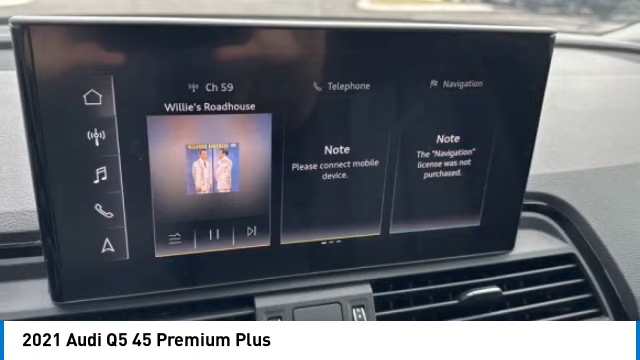 Ch 59
Willie's Roadhouse
Telephone
Note
Please connect mobile
device.
Navigation
Note
The "Navigation"
license was not
purchased.
2021 Audi Q5 45 Premium Plus